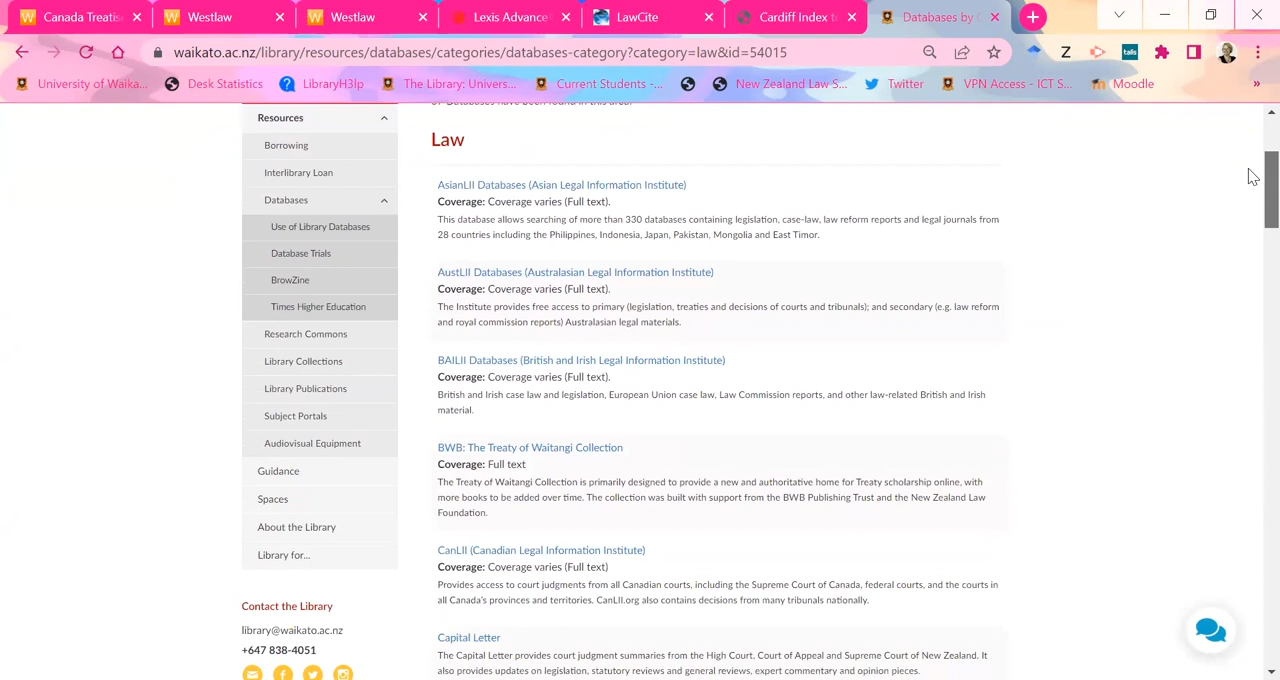 Canada Treatis
Westlaw
Westlaw
Lexis Advance
LawCite
Cardiff Index to
Databases by
waikato.ac.nz/library/resources/databases/categories/databases-category?category=law&id=54015
Z
talis
University of Waika...
Desk Statistics
LibraryH3lp
The Library: Univers...
Current Students -...
New Zealand Law S...
Twitter
VPN Access - ICT S...
Moodle
»
Resources
Borrowing
Interlibrary Loan
Databases
Use of Library Databases
Database Trials
BrowZine
Times Higher Education
Research Commons
Library Collections
Library Publications
Subject Portals
Audiovisual Equipment
Guidance
Spaces
About the Library
Library for...
Contact the Library
library@waikato.ac.nz
+647 838-4051
Databases have been found in this area.
Law
AsianLII Databases (Asian Legal Information Institute)
Coverage: Coverage varies (Full text).
This database allows searching of more than 330 databases containing legislation, case-law, law reform reports and legal journals from
28 countries including the Philippines, Indonesia, Japan, Pakistan, Mongolia and East Timor.
AustLII Databases (Australasian Legal Information Institute)
Coverage: Coverage varies (Full text).
The Institute provides free access to primary (legislation, treaties and decisions of courts and tribunals); and secondary (e.g. law reform
and royal commission reports) Australasian legal materials.
BAILII Databases (British and Irish Legal Information Institute)
Coverage: Coverage varies (Full text).
British and Irish case law and legislation, European Union case law, Law Commission reports, and other law-related British and Irish
material.
BWB: The Treaty of Waitangi Collection
Coverage: Full text
The Treaty of Waitangi Collection is primarily designed to provide a new and authoritative home for Treaty scholarship online, with
more books to be added over time. The collection was built with support from the BWB Publishing Trust and the New Zealand Law
Foundation.
CanLII (Canadian Legal Information Institute)
Coverage: Coverage varies (Full text)
Provides access to court judgments from all Canadian courts, including the Supreme Court of Canada, federal courts, and the courts in
all Canada's provinces and territories. CanLII.org also contains decisions from many tribunals nationally.
Capital Letter
The Capital Letter provides court judgment summaries from the High Court, Court of Appeal and Supreme Court of New Zealand. It
also provides updates on legislation, statutory reviews and general reviews, expert commentary and opinion pieces.